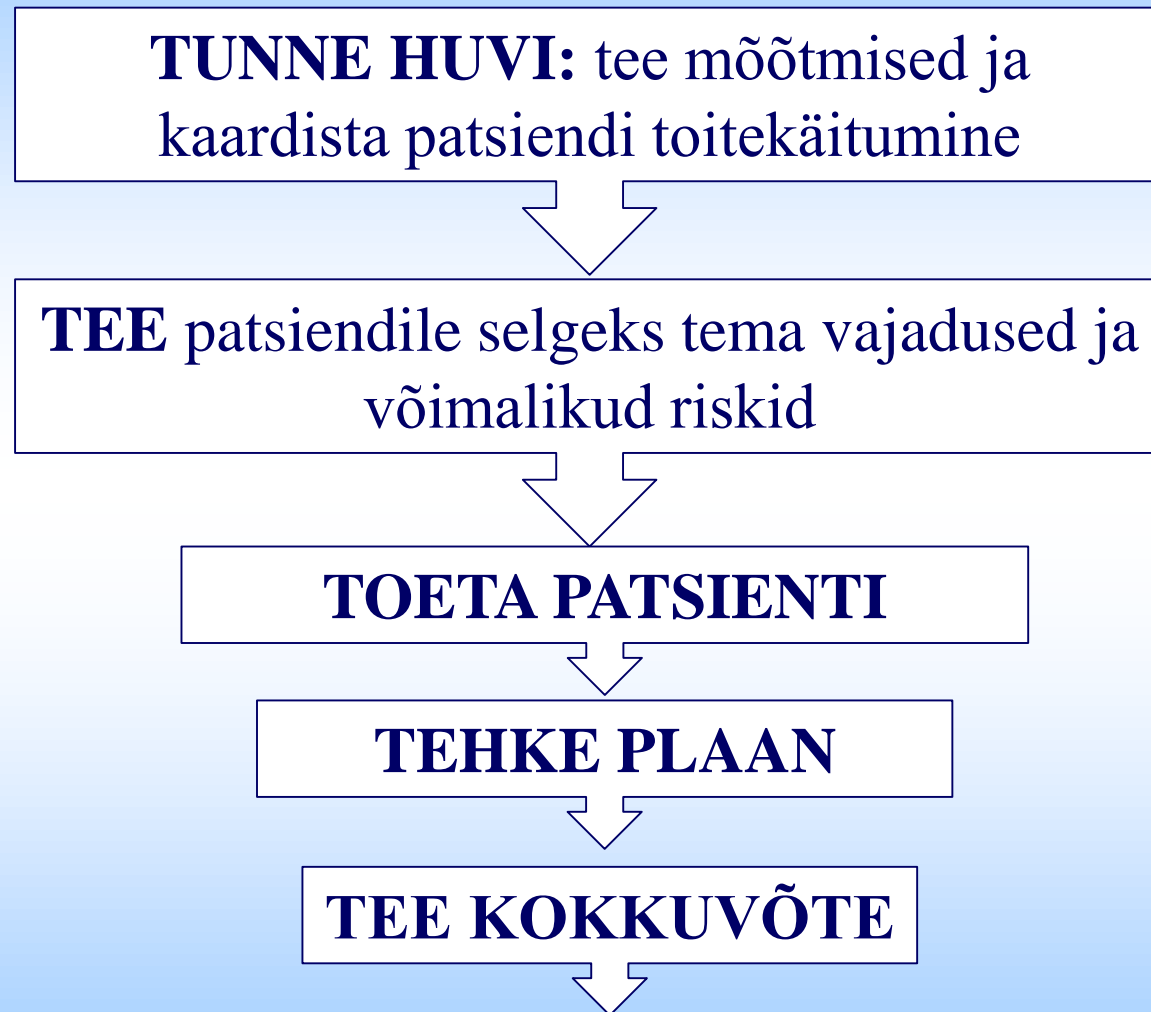 TUNNE HUVI: tee mõõtmised ja
kaardista patsiendi toitekäitumine
TEE patsiendile selgeks tema vajadused ja
võimalikud riskid
TOETA PATSIENTI
TEHKE PLAAN
TEE KOKKUVÕTE